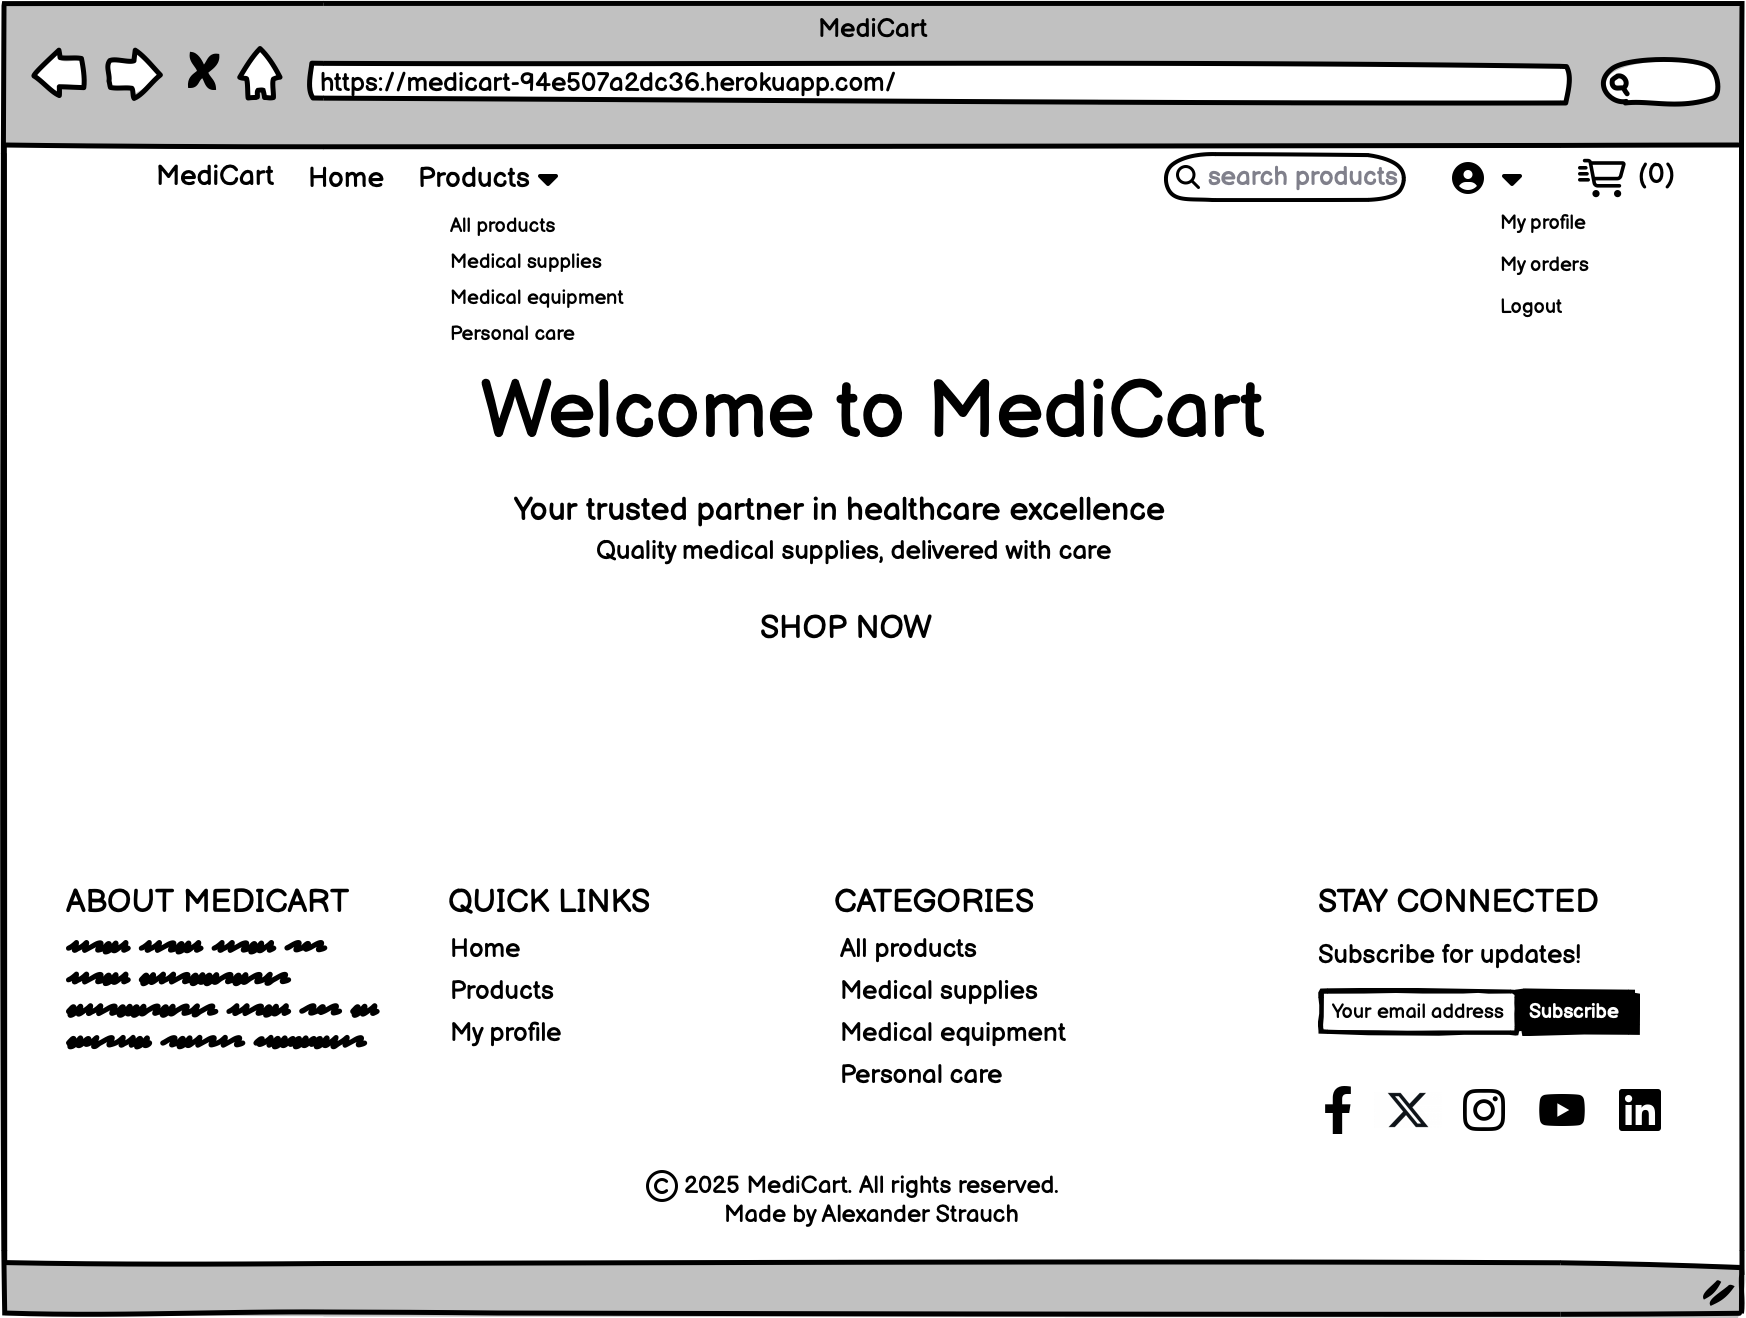 MediCart
https://medicart-94e507a2dc36.herokuapp.com/
MediCart Home Products search products (0)
All products
Medical supplies
Medical equipment
Personal care
My profile
My orders
Logout
Welcome to MediCart
Your trusted partner in healthcare excellence
Quality medical supplies, delivered with care
SHOP NOW
ABOUT MEDICART
QUICK LINKS
Home
Products
My profile
CATEGORIES
All products
Medical supplies
Medical equipment
Personal care
STAY CONNECTED
Subscribe for updates!
Your email address Subscribe
© 2025 MediCart. All rights reserved.
Made by Alexander Strauch